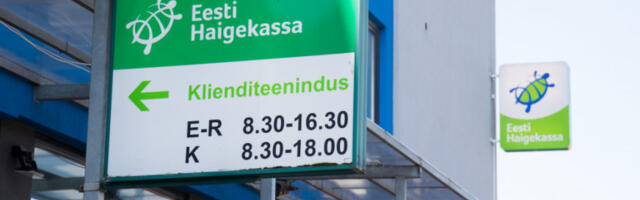 Eesti
Haigekassa
Klienditeenindus
E-R 8.30-16.30
K 8.30-18.00
Eesti
Haigekassa